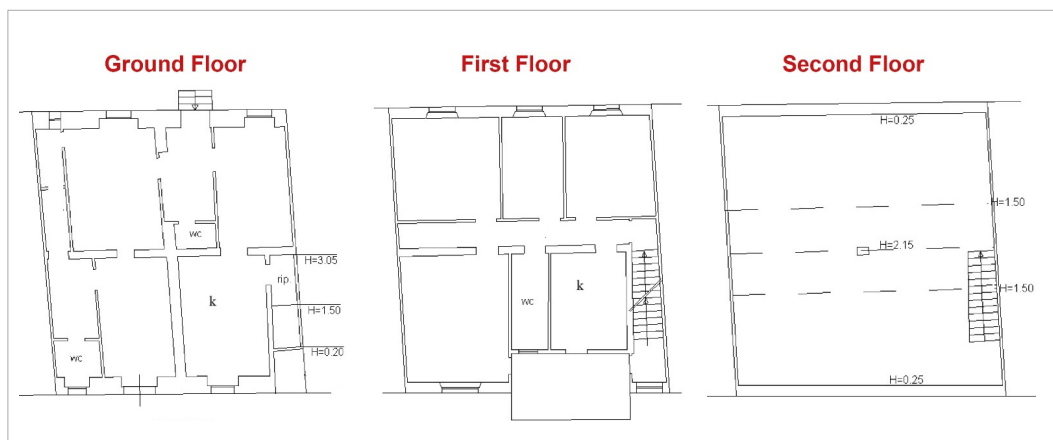 Ground Floor
First Floor
Second Floor
H=0.25
H=1.50
wc
H=2.15
H=3.05
rip.
k
k
H=1.50
wc
H=1.50
H=0.20
wc
H=0.25